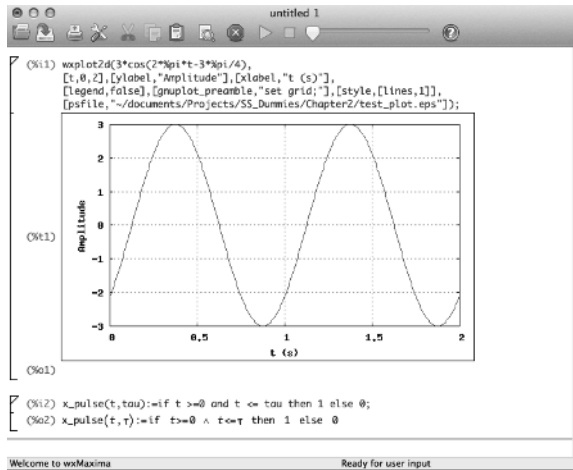 untitled 1
(%i1) wxplot2d(3*cos(2*%pi*t-3*%pi/4),
[t,0,2],[ylabel,"Amplitude"],[xlabel,"t (s)"],
[legend,false],[gnuplot_preamble,"set grid;"],[style,[lines,1]],
[psfile,"~/documents/Projects/SS_Dummies/Chapter2/test_plot.eps"]);
3
2
1
0
-1
-2
-3
Amplitude
(%t1)
0
0.5
1
1.5
2
t (s)
(%o1)
(%i2) x_pulse(t,tau):=if t >=0 and t <= tau then 1 else 0;
(%o2) x_pulse(t,τ):=if t>=0 ∧ t<=τ then 1 else 0
Welcome to wxMaxima
Ready for user input